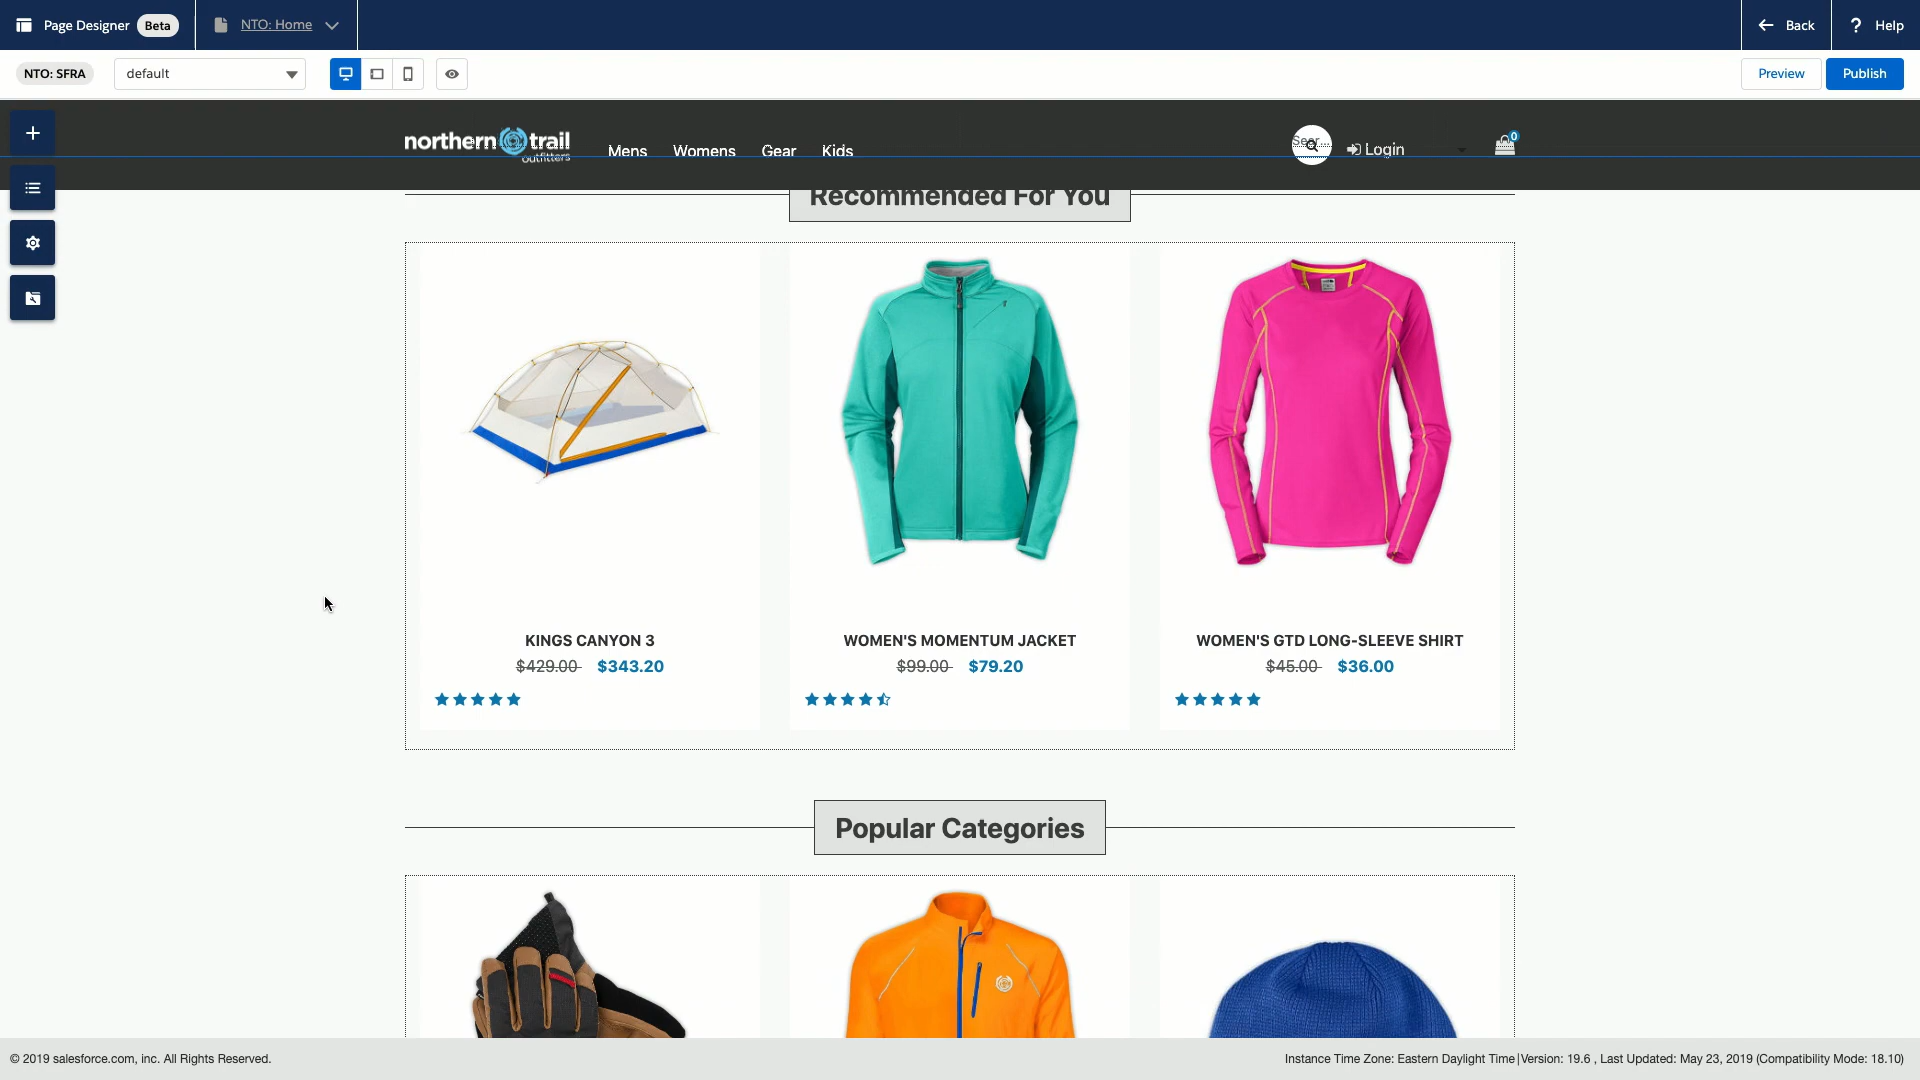 Page Designer Beta NTO: Home Back ? Help
NTO: SFRA default Preview Publish
northern trail outfitters Mens Womens Gear Kids Login 0
Recommended For You
KINGS CANYON 3
$429.00 $343.20
WOMEN'S MOMENTUM JACKET
$99.00 $79.20
WOMEN'S GTD LONG-SLEEVE SHIRT
$45.00 $36.00
Popular Categories
© 2019 salesforce.com, inc. All Rights Reserved.
Instance Time Zone: Eastern Daylight Time|Version: 19.6 , Last Updated: May 23, 2019 (Compatibility Mode: 18.10)